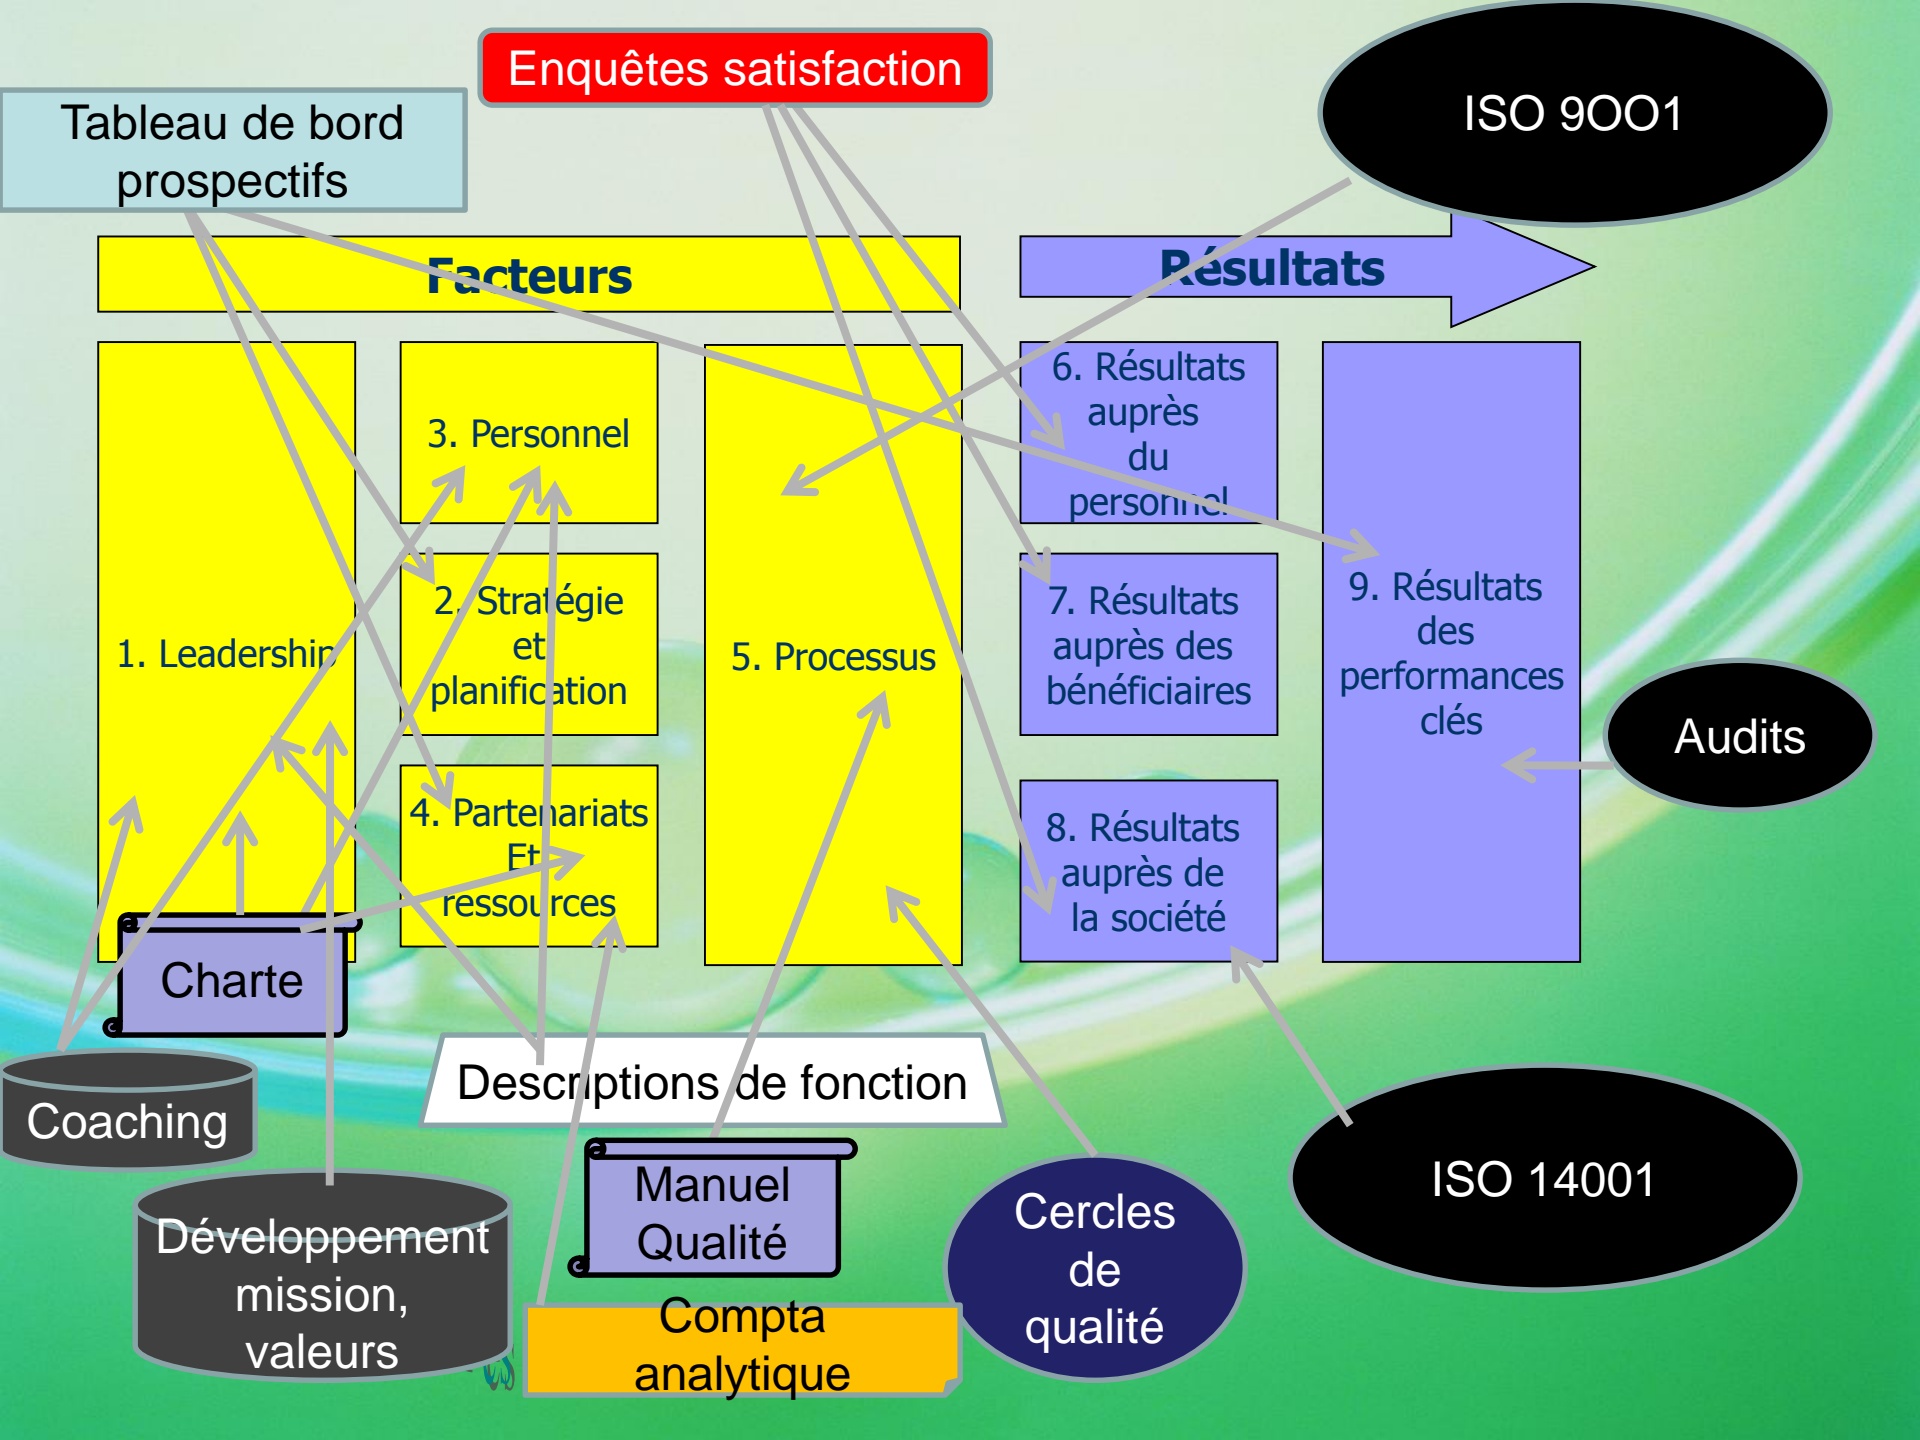 Enquêtes satisfaction
ISO 9OO1
Tableau de bord
prospectifs
Facteurs
Résultats
1. Leadership
3. Personnel
2. Stratégie
et
planification
4. Partenariats
Et
ressources
5. Processus
6. Résultats
auprès
du
personnel
7. Résultats
auprès des
bénéficiaires
8. Résultats
auprès de
la société
9. Résultats
des
performances
clés
Audits
Charte
Coaching
Descriptions de fonction
Développement
mission,
valeurs
Manuel
Qualité
Compta
analytique
Cercles
de
qualité
ISO 14001